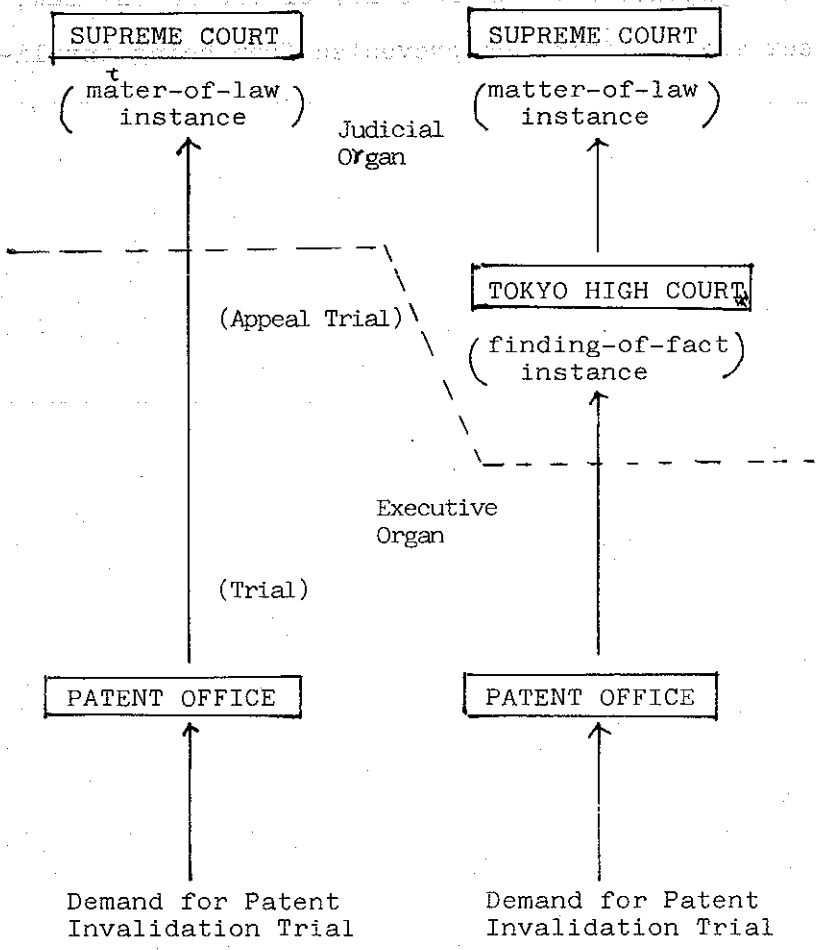 SUPREME COURT
(matter-of-law
instance)
SUPREME COURT
(matter-of-law
instance)
Judicial
Organ
TOKYO HIGH COURT
(finding-of-fact
instance)
(Appeal Trial)
Executive
Organ
(Trial)
PATENT OFFICE
PATENT OFFICE
Demand for Patent
Invalidation Trial
Demand for Patent
Invalidation Trial